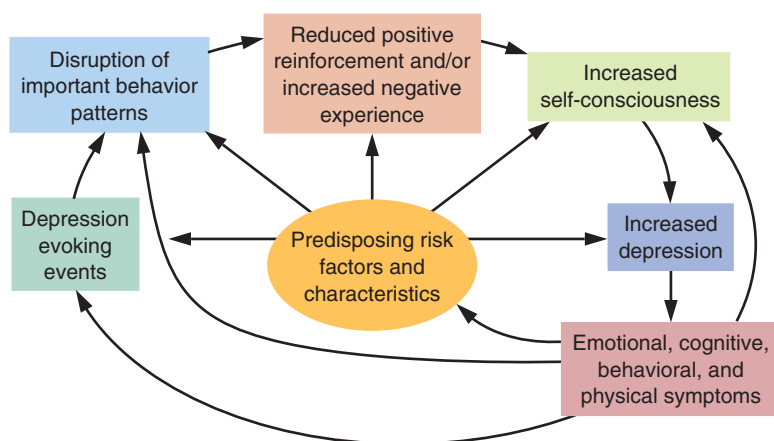 Disruption of
important behavior
patterns
Reduced positive
reinforcement and/or
increased negative
experience
Increased
self-consciousness
Depression
evoking
events
Predisposing risk
factors and
characteristics
Increased
depression
Emotional, cognitive,
behavioral, and
physical symptoms